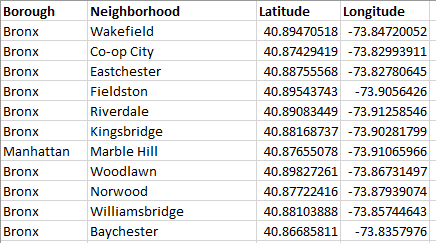 Borough Neighborhood Latitude Longitude
Bronx Wakefield 40.89470518 -73.84720052
Bronx Co-op City 40.87429419 -73.82993911
Bronx Eastchester 40.88755568 -73.82780645
Bronx Fieldston 40.89543743 -73.9056426
Bronx Riverdale 40.89083449 -73.91258546
Bronx Kingsbridge 40.88168737 -73.90281799
Manhattan Marble Hill 40.87655078 -73.91065966
Bronx Woodlawn 40.89827261 -73.86731497
Bronx Norwood 40.87722416 -73.87939074
Bronx Williamsbridge 40.88103888 -73.85744643
Bronx Baychester 40.86685811 -73.8357976